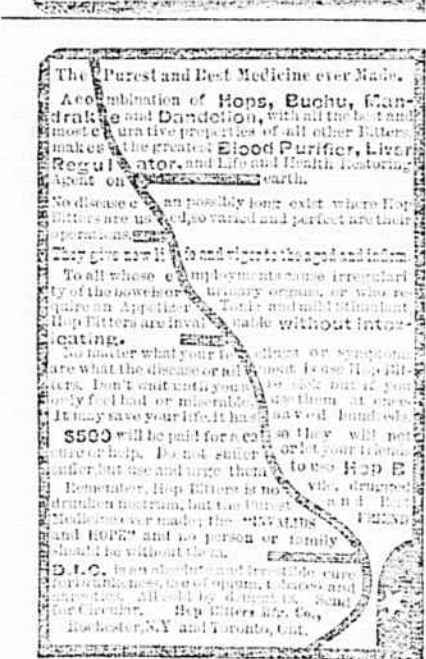 The Purest and Best Medicine ever Made.
A combination of Hops, Buchu, Man-
drakie and Dandelion, with all the best and
most curative properties of all other Bitters,
makes the greatest Blood Purifier, Liver
Regulator, and Life and Health Restoring
Agent on earth.
No disease can possibly long exist where Hop
Bitters are used, so varied and perfect are their
operations.
They give new life and vigor to the aged and infirm.
To all whose employments cause irregulari
ty of the bowels or urinary organs, or who re
quire an Appetizer Tonic and mild Stimulant
Hop Bitters are invaluable without intox-
icating.
No matter what your feelings or symptoms
are what the disease or ailment is use Hop Bit-
ters. Don't wait until you are sick but if you
only feel bad or miserable, use them at once.
It may save your life. it has saved hundreds.
$500 will be paid for a case they will not
cure or help. Do not suffer or let your friends
suffer, but use and urge them to use Hop B
Remember, Hop Bitters is no vile, drugged
drunken nostrum, but the Purest and Best
Medicine ever made; the "INVALIDS FRIEND
and HOPE" and no person or family
should be without them.
D.I.C. is an absolute and irresistible cure
for drunkeness, use of opium, tobacco and
narcotics. All sold by druggists. Send
for Circular. Hop Bitters Mfg. Co.,
Rochester, N.Y and Toronto, Ont.